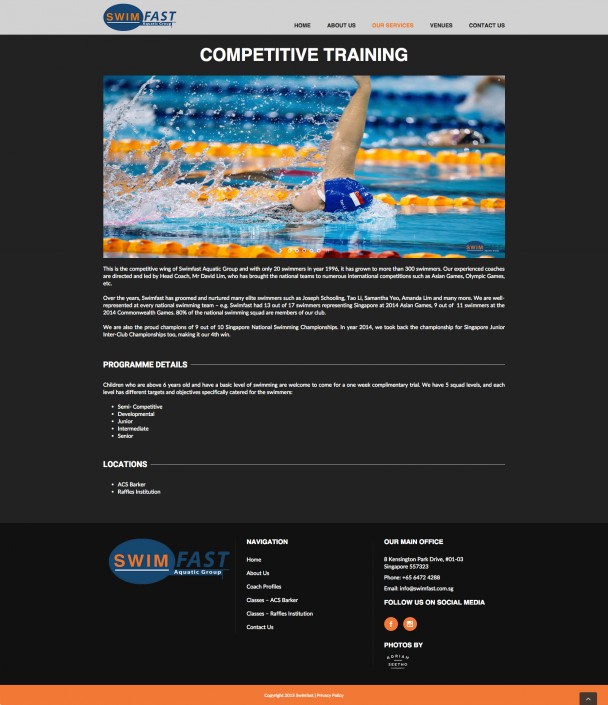 SWIM FAST
Aquatic Group
HOME ABOUT US OUR SERVICES VENUES CONTACT US
COMPETITIVE TRAINING
SWIM
This is the competitive wing of Swimfast Aquatic Group and with only 20 swimmers in year 1996, it has grown to more than 300 swimmers. Our experienced coaches
are directed and led by Head Coach, Mr David Lim, who has brought the national teams to numerous international competitions such as Asian Games, Olympic Games,
etc.
Over the years, Swimfast has groomed and nurtured many elite swimmers such as Joseph Schooling, Tao Li, Samantha Yeo, Amanda Lim and many more. We are well-
represented at every national swimming team – e.g. Swimfast had 13 out of 17 swimmers representing Singapore at 2014 Asian Games, 9 out of 11 swimmers at the
2014 Commonwealth Games. 80% of the national swimming squad are members of our club.
We are also the proud champions of 9 out of 10 Singapore National Swimming Championships. In year 2014, we took back the championship for Singapore Junior
Inter-Club Championships too, making it our 4th win.
PROGRAMME DETAILS
Children who are above 6 years old and have a basic level of swimming are welcome to come for a one week complimentary trial. We have 5 squad levels, and each
level has different targets and objectives specifically catered for the swimmers:
• Semi- Competitive
• Developmental
• Junior
• Intermediate
• Senior
LOCATIONS
• ACS Barker
• Raffles Institution
SWIM FAST
Aquatic Group
NAVIGATION
Home
About Us
Coach Profiles
Classes – ACS Barker
Classes – Raffles Institution
Contact Us
OUR MAIN OFFICE
8 Kensington Park Drive, #01-03
Singapore 557323
Phone: +65 6472 4288
Email: info@swimfast.com.sg
FOLLOW US ON SOCIAL MEDIA
PHOTOS BY
ADRIAN
SEETHO
Copyright 2015 Swimfast | Privacy Policy